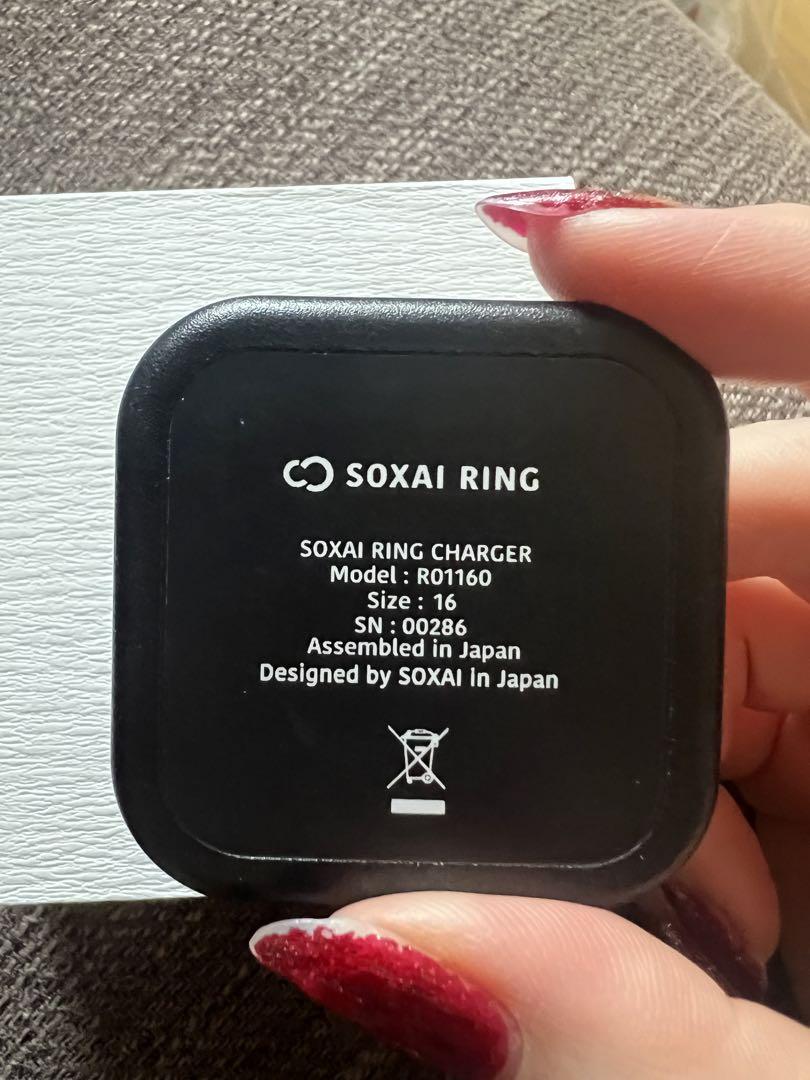 SOXAI RING
SOXAI RING CHARGER
Model : R01160
Size : 16
SN : 00286
Assembled in Japan
Designed by SOXAI in Japan